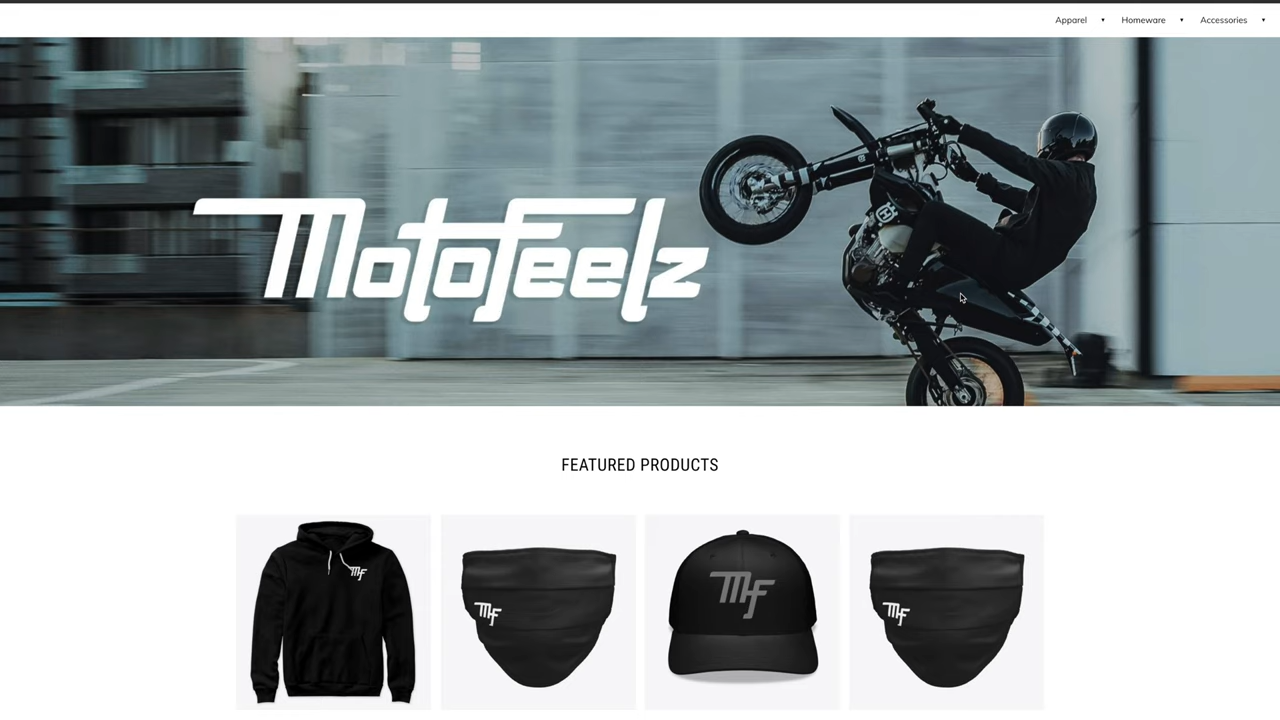 Apparel ▾ Homeware ▾ Accessories ▾
MotoFeelz
FEATURED PRODUCTS
MF
MF
MF
MF